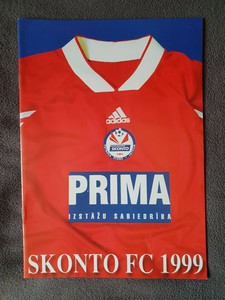 adidas
SKONTO
PRIMA
IZSTĀŽU SABIEDRĪBA
SKONTO FC 1999